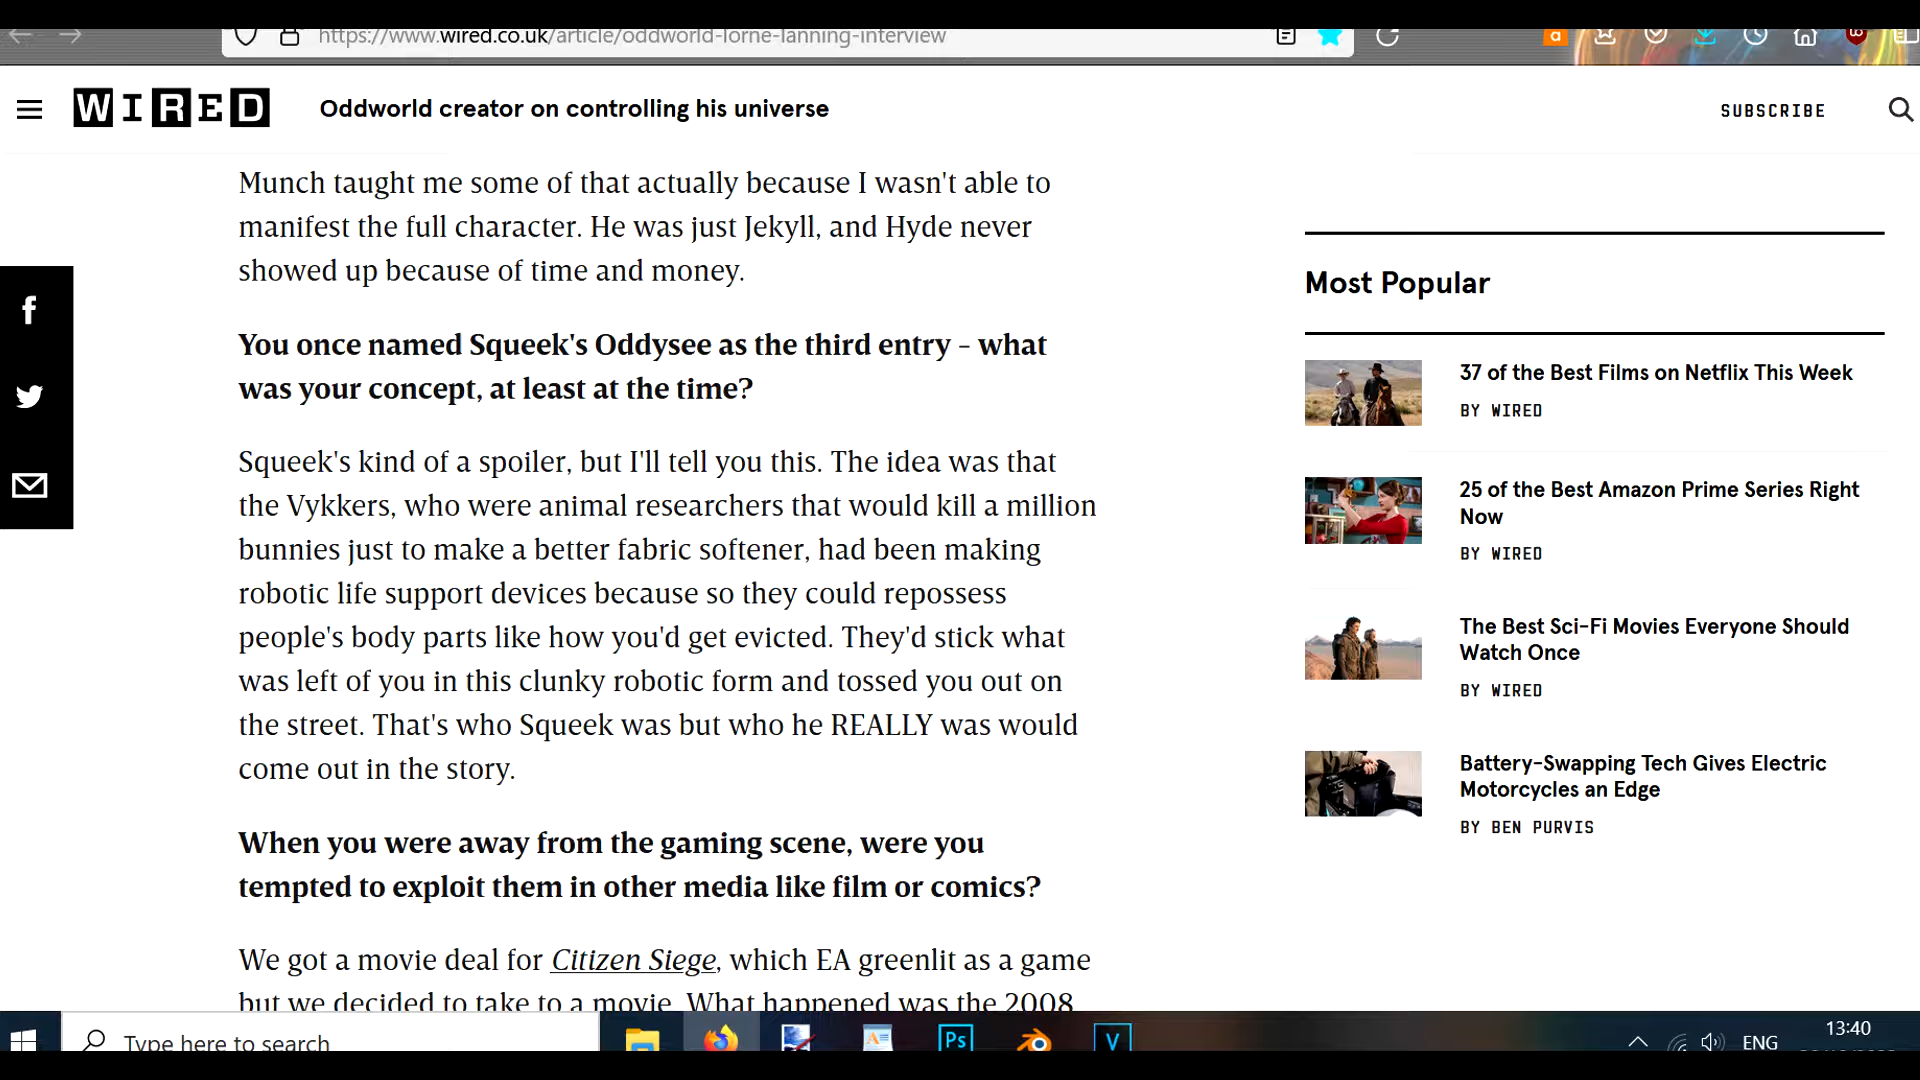 https://www.wired.co.uk/article/oddworld-lorne-lanning-interview
WIRED
Oddworld creator on controlling his universe
SUBSCRIBE
Munch taught me some of that actually because I wasn't able to
manifest the full character. He was just Jekyll, and Hyde never
showed up because of time and money.
You once named Squeek's Oddysee as the third entry – what
was your concept, at least at the time?
Squeek's kind of a spoiler, but I'll tell you this. The idea was that
the Vykkers, who were animal researchers that would kill a million
bunnies just to make a better fabric softener, had been making
robotic life support devices because so they could repossess
people's body parts like how you'd get evicted. They'd stick what
was left of you in this clunky robotic form and tossed you out on
the street. That's who Squeek was but who he REALLY was would
come out in the story.
When you were away from the gaming scene, were you
tempted to exploit them in other media like film or comics?
We got a movie deal for Citizen Siege, which EA greenlit as a game
but we decided to take to a movie. What happened was the 2008
Most Popular
37 of the Best Films on Netflix This Week
BY WIRED
25 of the Best Amazon Prime Series Right
Now
BY WIRED
The Best Sci-Fi Movies Everyone Should
Watch Once
BY WIRED
Battery-Swapping Tech Gives Electric
Motorcycles an Edge
BY BEN PURVIS
Type here to search
Ps
V
ENG
13:40